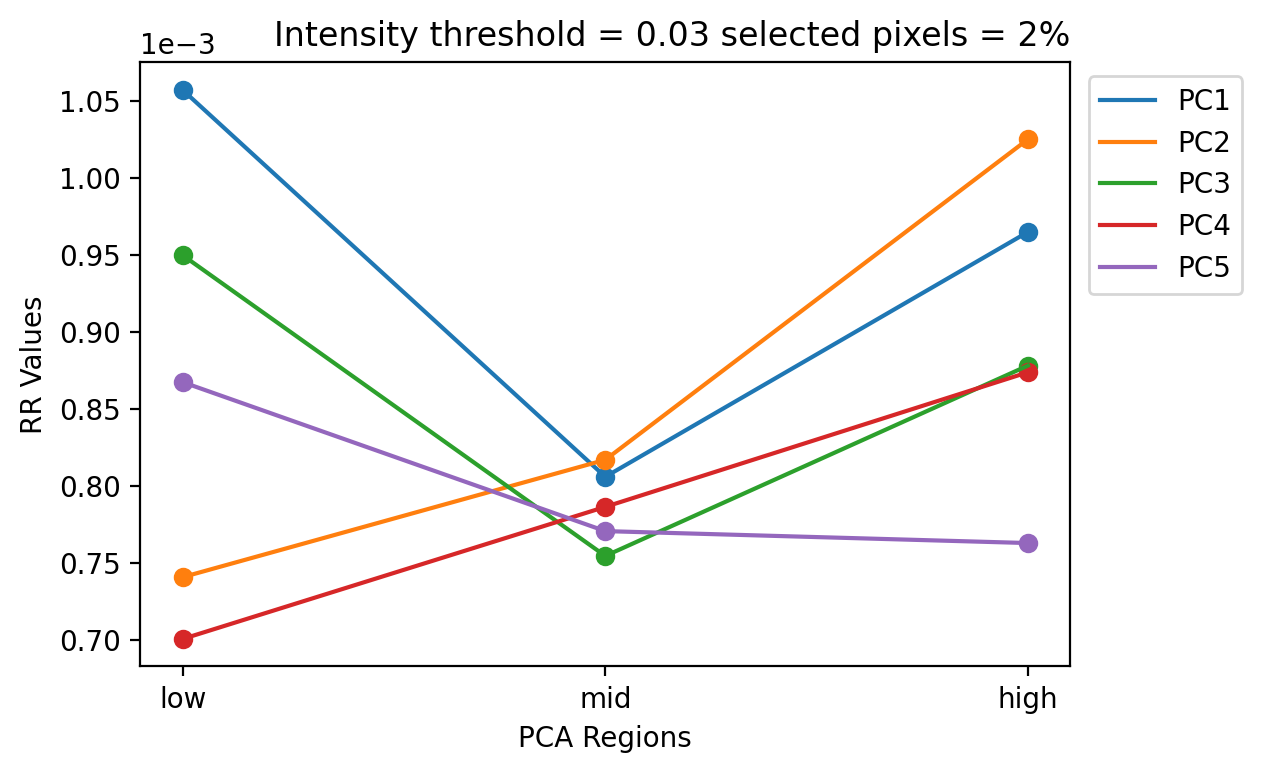 Intensity threshold = 0.03 selected pixels = 2%
1e−3
1.05
1.00
0.95
0.90
0.85
0.80
0.75
0.70
RR Values
low mid high
PCA Regions
PC1
PC2
PC3
PC4
PC5